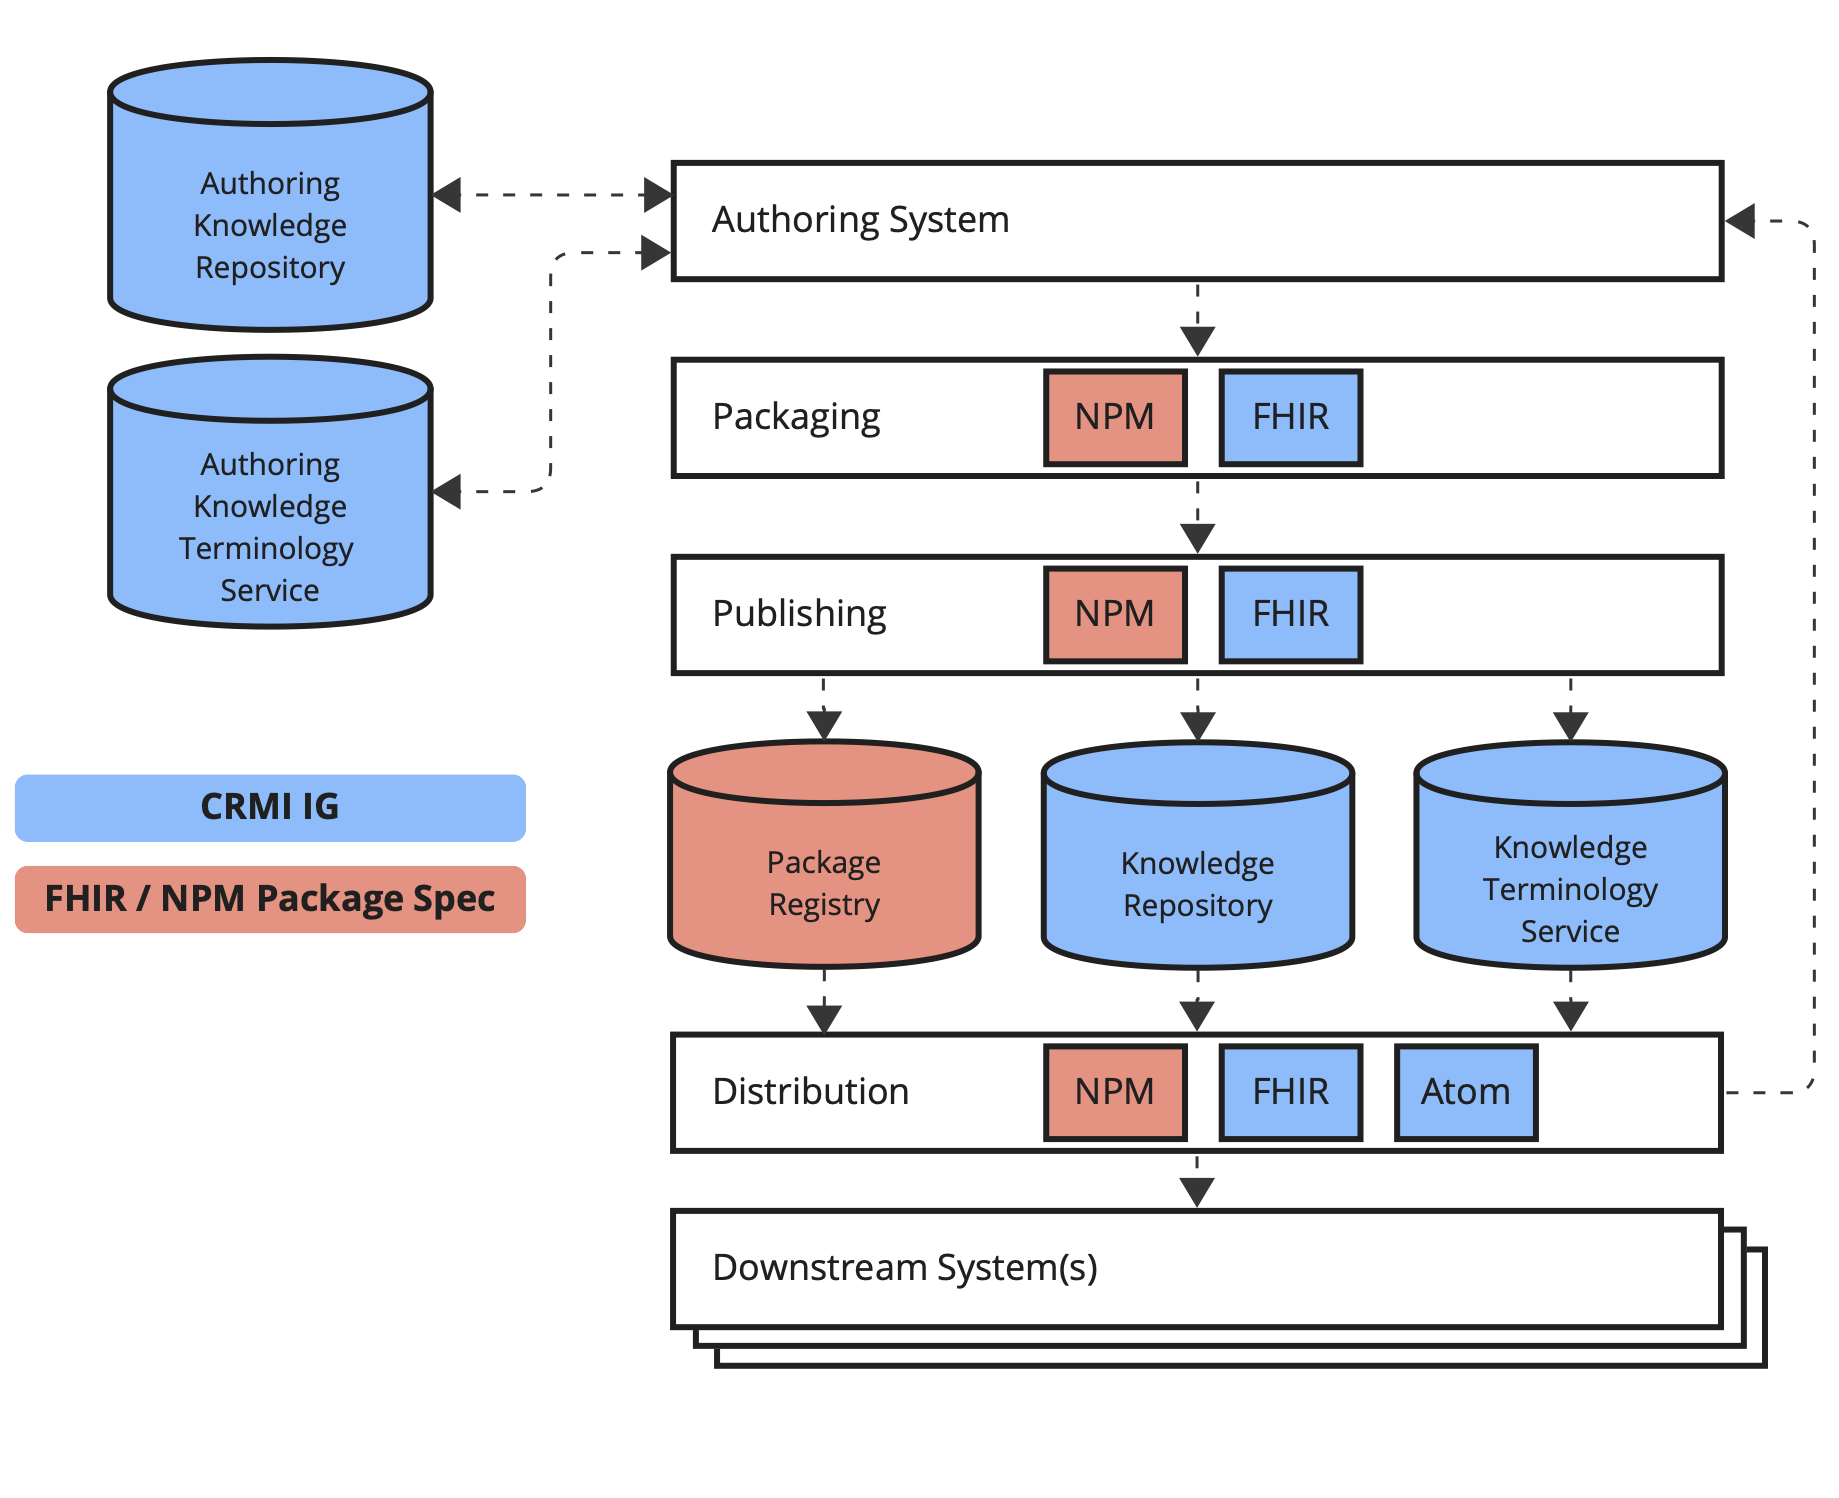 Authoring
Knowledge
Repository
Authoring
Knowledge
Terminology
Service
CRMI IG
FHIR / NPM Package Spec
Authoring System
Packaging NPM FHIR
Publishing NPM FHIR
Package
Registry
Knowledge
Repository
Knowledge
Terminology
Service
Distribution NPM FHIR Atom
Downstream System(s)